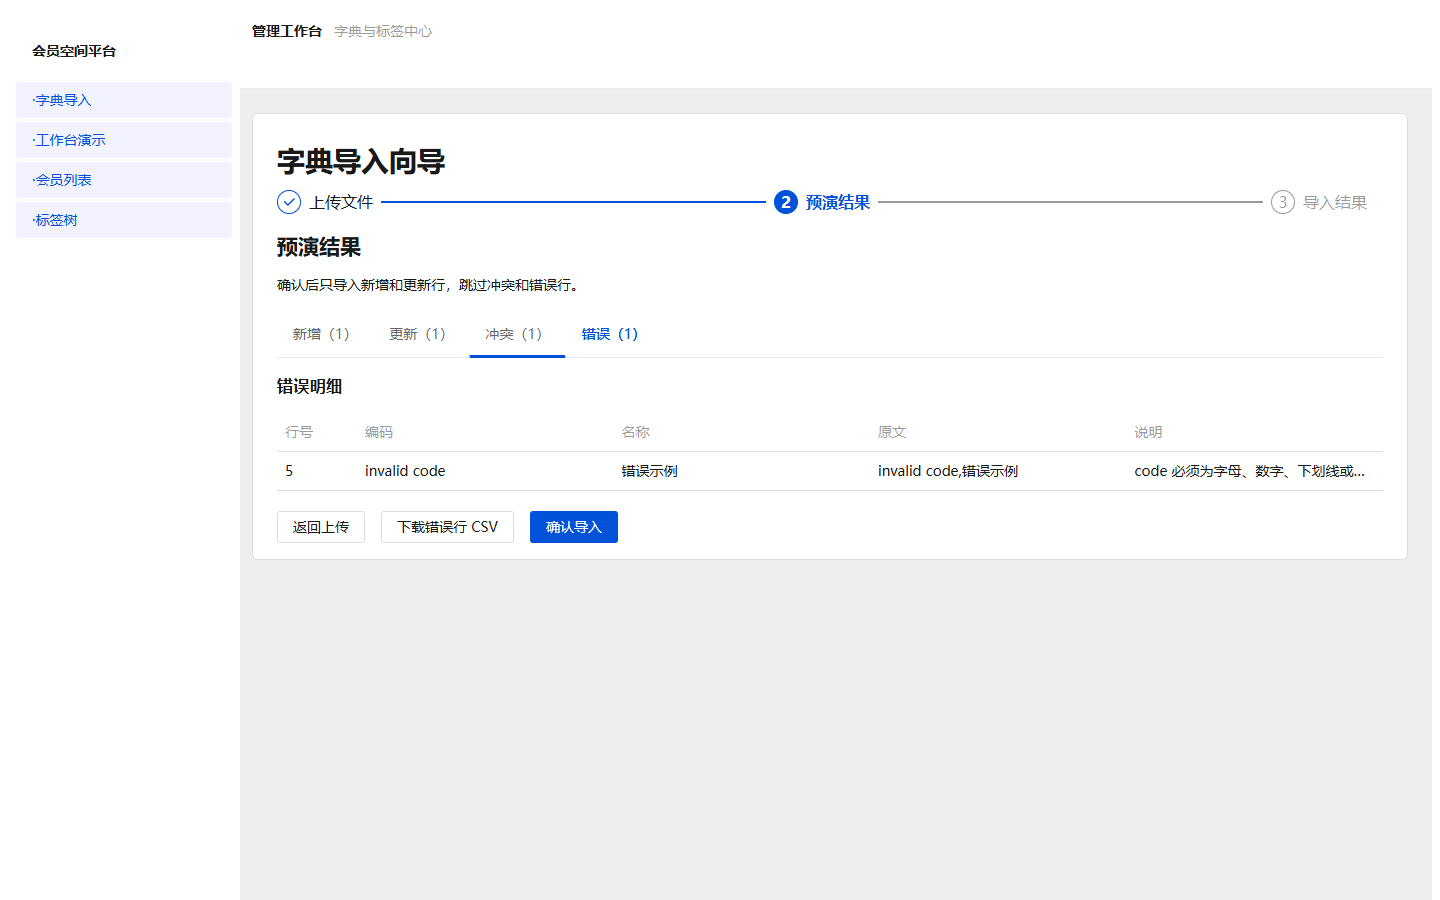 会员空间平台
·字典导入
·工作台演示
·会员列表
·标签树
管理工作台 字典与标签中心
字典导入向导
上传文件 2 预演结果 3 导入结果
预演结果
确认后只导入新增和更新行，跳过冲突和错误行。
新增（1） 更新（1） 冲突（1） 错误（1）
错误明细
行号 编码 名称 原文 说明
5 invalid code 错误示例 invalid code,错误示例 code 必须为字母、数字、下划线或...
返回上传 下载错误行 CSV 确认导入